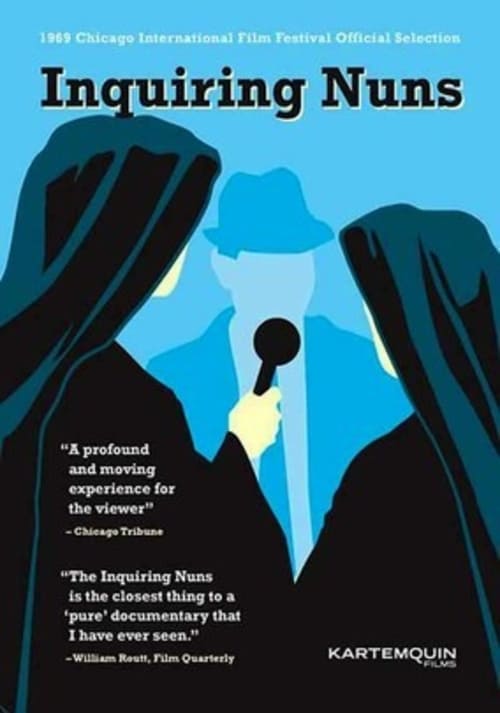 1969 Chicago International Film Festival Official Selection
Inquiring Nuns
“A profound
and moving
experience for
the viewer”
– Chicago Tribune
“The Inquiring Nuns
is the closest thing to a
‘pure’ documentary that
I have ever seen.”
–William Routt, Film Quarterly
KARTEMQUIN
FILMS